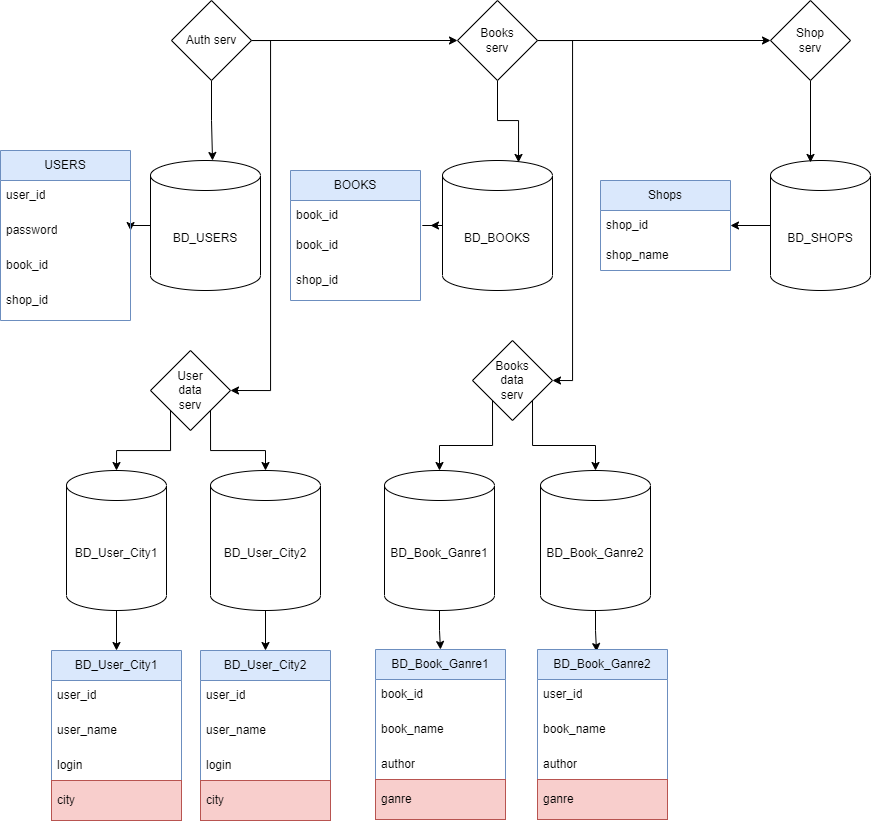 Auth serv
Books
serv
Shop
serv
USERS
user_id
password
book_id
shop_id
BD_USERS
BOOKS
book_id
book_id
shop_id
BD_BOOKS
Shops
shop_id
shop_name
BD_SHOPS
User
data
serv
Books
data
serv
BD_User_City1
BD_User_City2
BD_Book_Ganre1
BD_Book_Ganre2
BD_User_City1
user_id
user_name
login
city
BD_User_City2
user_id
user_name
login
city
BD_Book_Ganre1
book_id
book_name
author
ganre
BD_Book_Ganre2
user_id
book_name
author
ganre